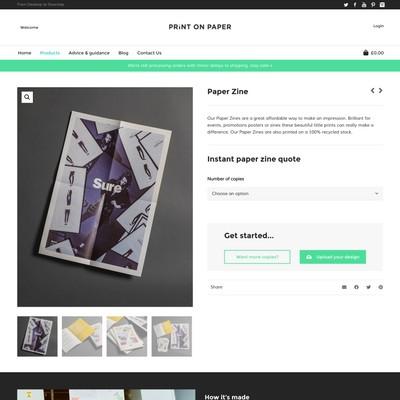 From Desktop to Doorstep
Welcome
PRiNT ON PAPER
Login
Home
Products
Advice & guidance
Blog
Contact Us
£0.00
We're still processing orders with minor delays to shipping, stay safe x
Paper Zine
Our Paper Zines are a great affordable way to make an impression. Brilliant for
events, promotions posters or zines these beautiful little prints can really make a
difference. Our Paper Zines are also printed on a 100% recycled stock.
Sure
Instant paper zine quote
Number of copies
Choose an option
Get started...
Want more copies?
Upload your design
Share
How it's made